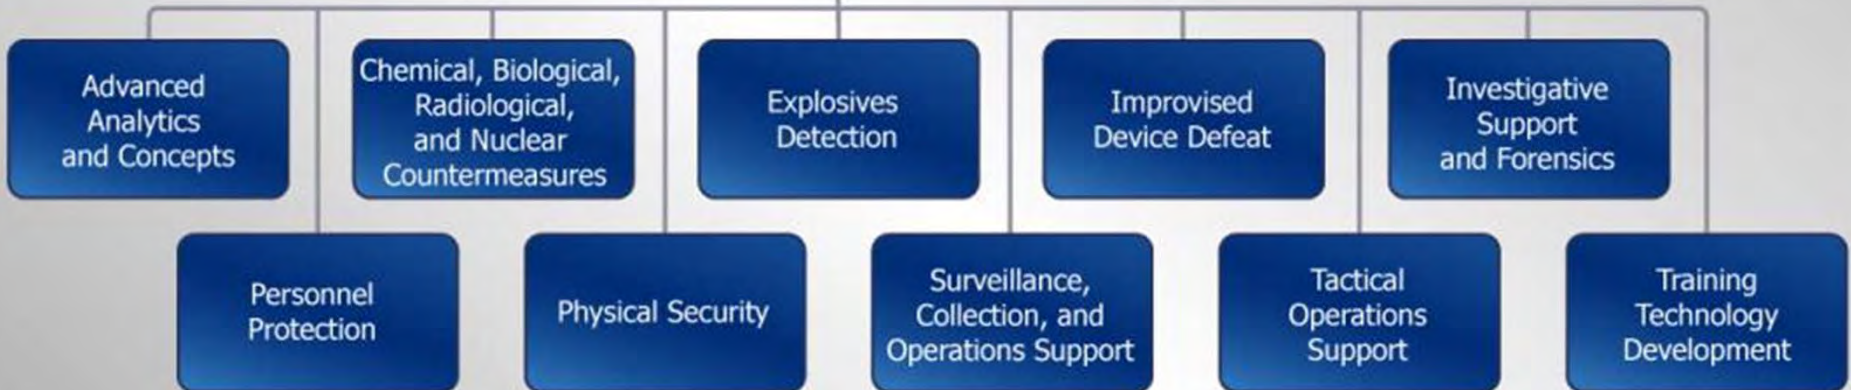 Advanced
Analytics
and Concepts
Chemical, Biological,
Radiological,
and Nuclear
Countermeasures
Explosives
Detection
Improvised
Device Defeat
Investigative
Support
and Forensics
Personnel
Protection
Physical Security
Surveillance,
Collection, and
Operations Support
Tactical
Operations
Support
Training
Technology
Development